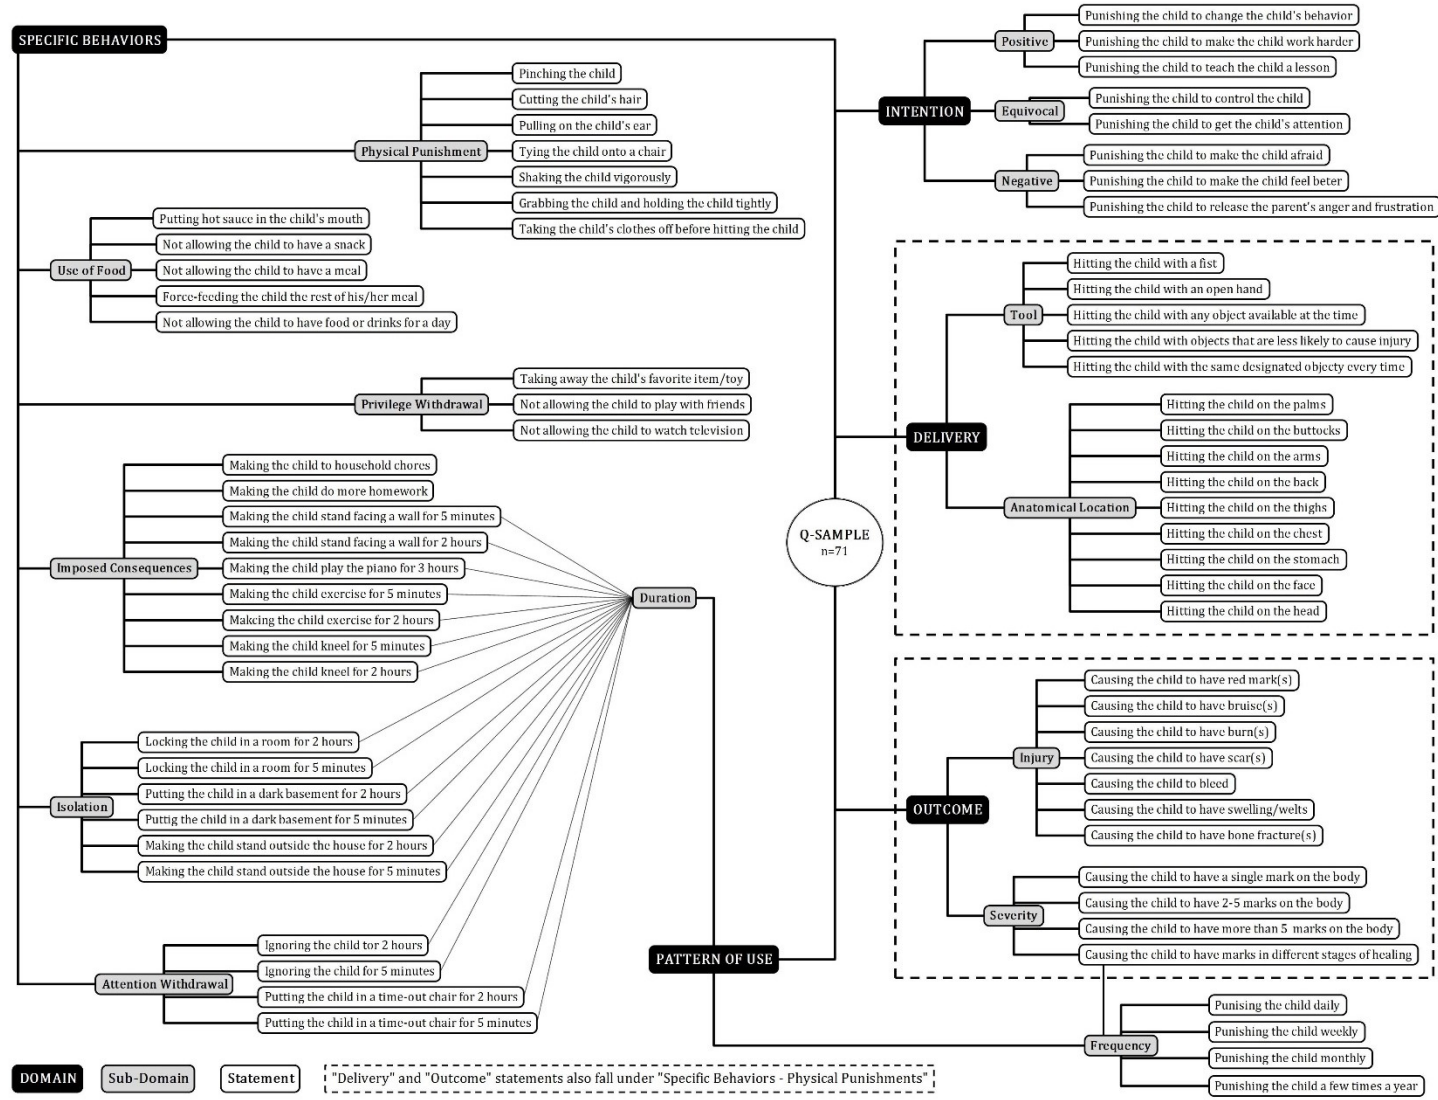 SPECIFIC BEHAVIORS
Physical Punishment
Pinching the child
Cutting the child's hair
Pulling on the child's ear
Tying the child onto a chair
Shaking the child vigorously
Grabbing the child and holding the child tightly
Taking the child's clothes off before hitting the child
Use of Food
Putting hot sauce in the child's mouth
Not allowing the child to have a snack
Not allowing the child to have a meal
Force-feeding the child the rest of his/her meal
Not allowing the child to have food or drinks for a day
Privilege Withdrawal
Taking away the child's favorite item/toy
Not allowing the child to play with friends
Not allowing the child to watch television
Imposed Consequences
Making the child to household chores
Making the child do more homework
Making the child stand facing a wall for 5 minutes
Making the child stand facing a wall for 2 hours
Making the child play the piano for 3 hours
Making the child exercise for 5 minutes
Makcing the child exercise for 2 hours
Making the child kneel for 5 minutes
Making the child kneel for 2 hours
Isolation
Locking the child in a room for 2 hours
Locking the child in a room for 5 minutes
Putting the child in a dark basement for 2 hours
Puttig the child in a dark basement for 5 minutes
Making the child stand outside the house for 2 hours
Making the child stand outside the house for 5 minutes
Attention Withdrawal
Ignoring the child tor 2 hours
Ignoring the child for 5 minutes
Putting the child in a time-out chair for 2 hours
Putting the child in a time-out chair for 5 minutes
Duration
Q-SAMPLE
n=71
INTENTION
Positive
Punishing the child to change the child's behavior
Punishing the child to make the child work harder
Punishing the child to teach the child a lesson
Equivocal
Punishing the child to control the child
Punishing the child to get the child's attention
Negative
Punishing the child to make the child afraid
Punishing the child to make the child feel beter
Punishing the child to release the parent's anger and frustration
DELIVERY
Tool
Hitting the child with a fist
Hitting the child with an open hand
Hitting the child with any object available at the time
Hitting the child with objects that are less likely to cause injury
Hitting the child with the same designated objecty every time
Anatomical Location
Hitting the child on the palms
Hitting the child on the buttocks
Hitting the child on the arms
Hitting the child on the back
Hitting the child on the thighs
Hitting the child on the chest
Hitting the child on the stomach
Hitting the child on the face
Hitting the child on the head
OUTCOME
Injury
Causing the child to have red mark(s)
Causing the child to have bruise(s)
Causing the child to have burn(s)
Causing the child to have scar(s)
Causing the child to bleed
Causing the child to have swelling/welts
Causing the child to have bone fracture(s)
Severity
Causing the child to have a single mark on the body
Causing the child to have 2-5 marks on the body
Causing the child to have more than 5 marks on the body
Causing the child to have marks in different stages of healing
PATTERN OF USE
Frequency
Punising the child daily
Punishing the child weekly
Punishing the child monthly
Punishing the child a few times a year
DOMAIN
Sub-Domain
Statement
"Delivery" and "Outcome" statements also fall under "Specific Behaviors - Physical Punishments"